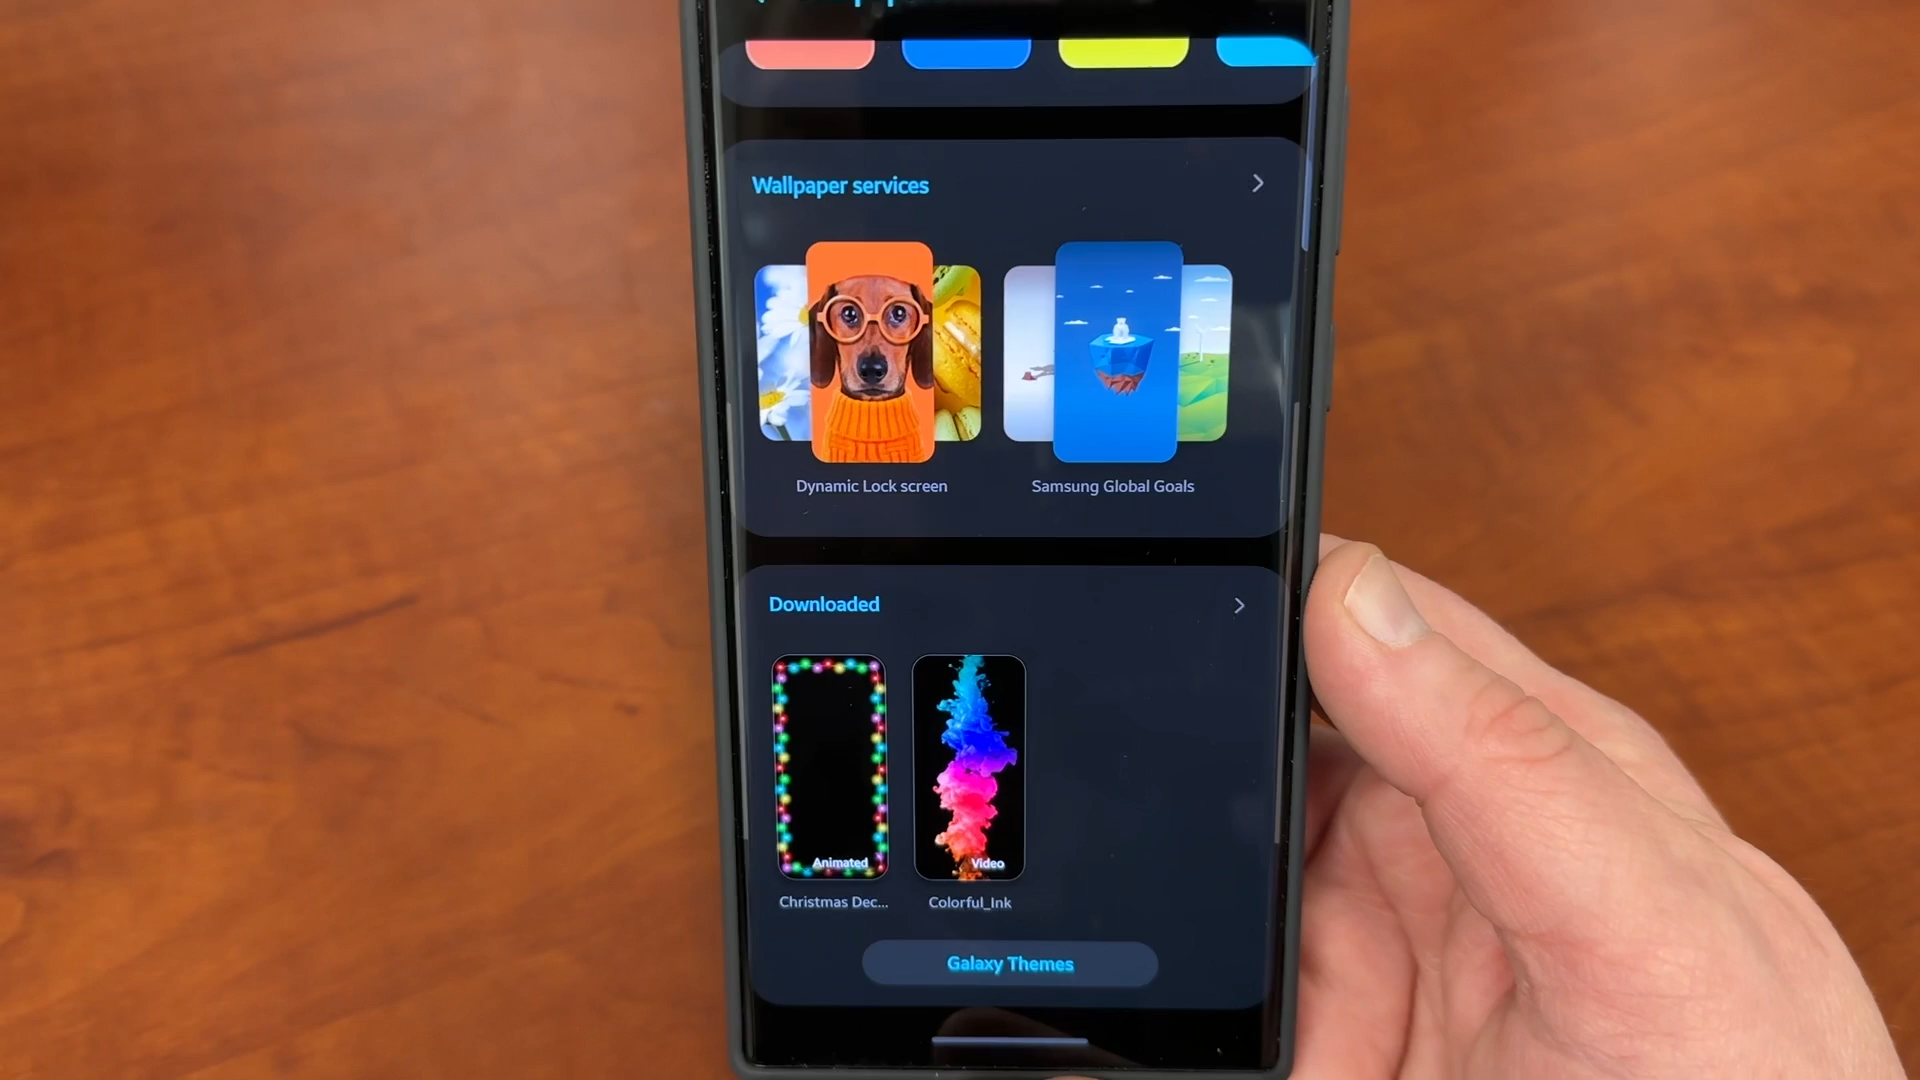 Wallpaper services
Dynamic Lock screen
Samsung Global Goals
Downloaded
Animated
Video
Christmas Dec...
Colorful_Ink
Galaxy Themes